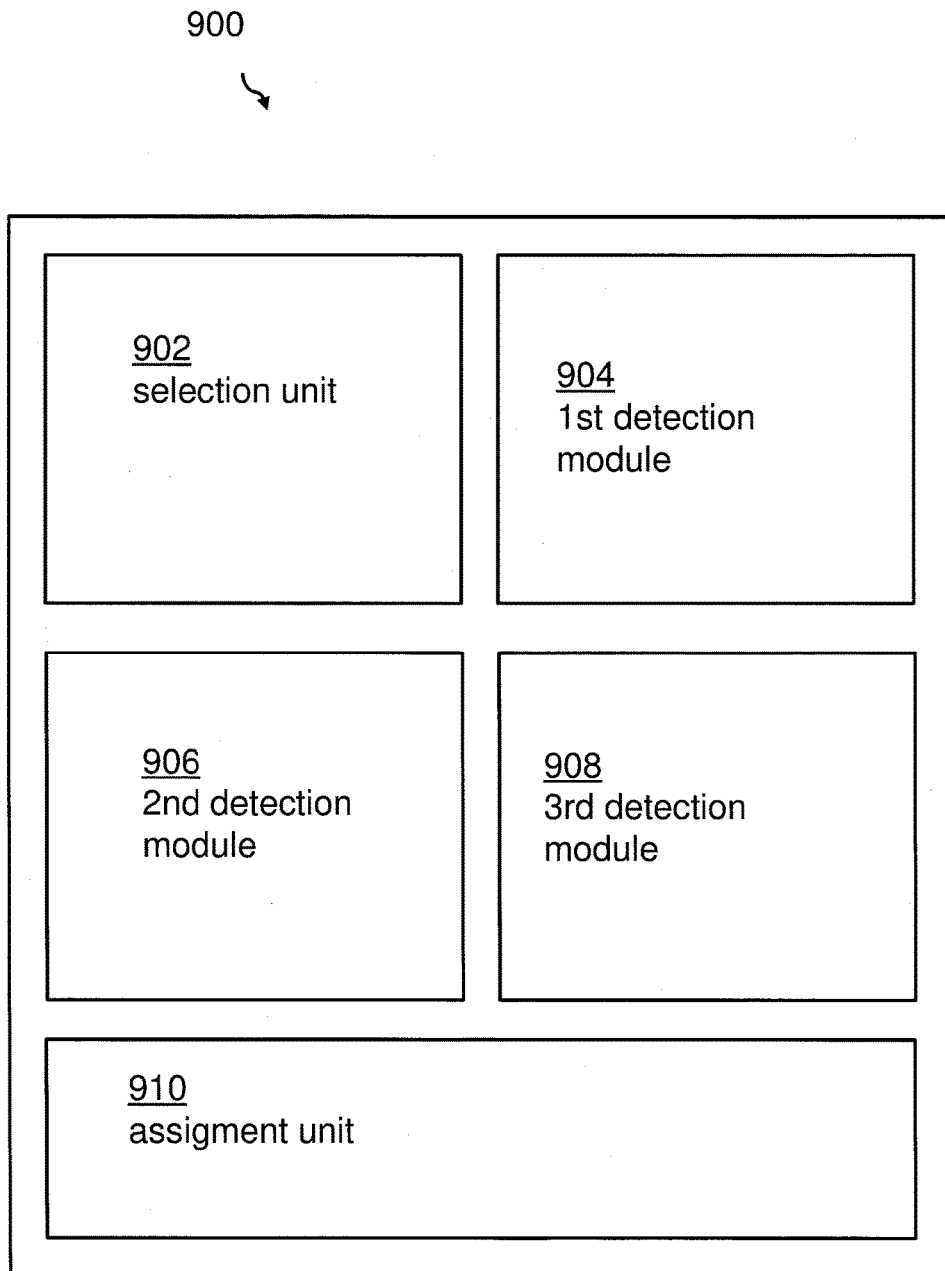 900
902
selection unit
904
1st detection
module
906
2nd detection
module
908
3rd detection
module
910
assigment unit